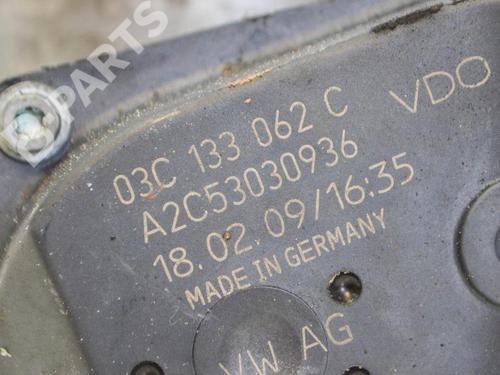 B-PARTS
03C 133 062 C
VDO
A2C53030936
18.02.09/16:35
MADE IN GERMANY
VW AG